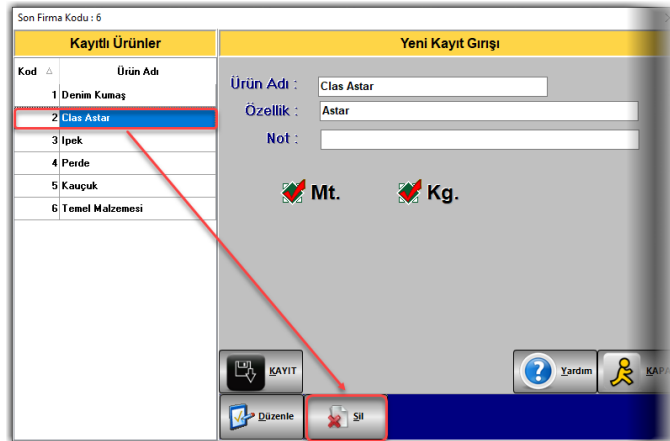 Son Firma Kodu : 6
Kayıtlı Ürünler
Yeni Kayıt Girışı
Kod Ürün Adı
1 Denim Kumaş
2 Clas Astar
3 Ipek
4 Perde
5 Kauçuk
6 Temel Malzemesi
Ürün Adı : Clas Astar
Özellik : Astar
Not :
Mt. Kg.
KAYIT Yardım KAPA
Düzenle Sil